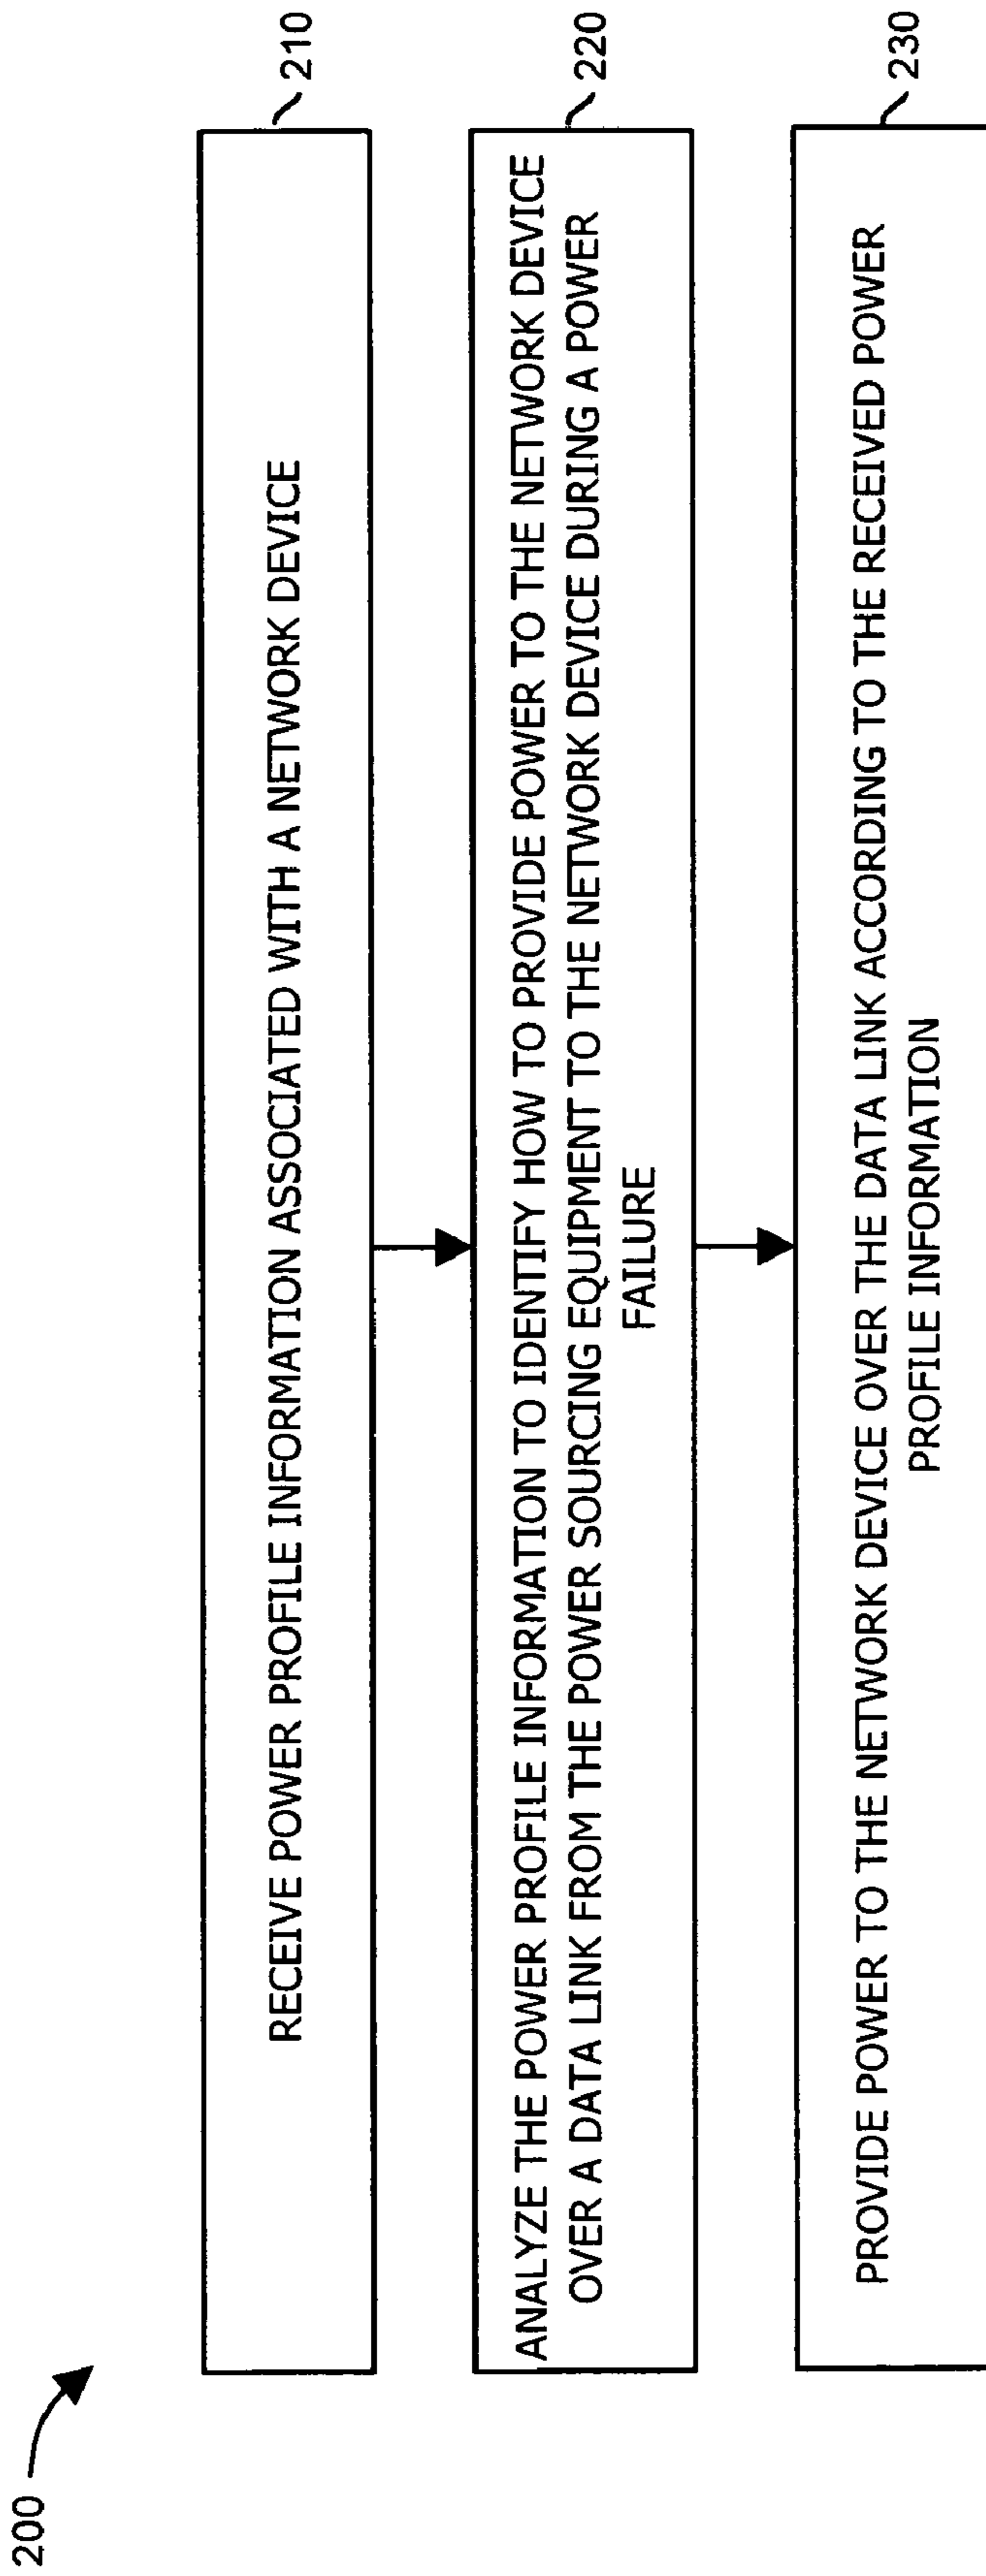 200
RECEIVE POWER PROFILE INFORMATION ASSOCIATED WITH A NETWORK DEVICE
210
ANALYZE THE POWER PROFILE INFORMATION TO IDENTIFY HOW TO PROVIDE POWER TO THE NETWORK DEVICE
OVER A DATA LINK FROM THE POWER SOURCING EQUIPMENT TO THE NETWORK DEVICE DURING A POWER
FAILURE
220
PROVIDE POWER TO THE NETWORK DEVICE OVER THE DATA LINK ACCORDING TO THE RECEIVED POWER
PROFILE INFORMATION
230